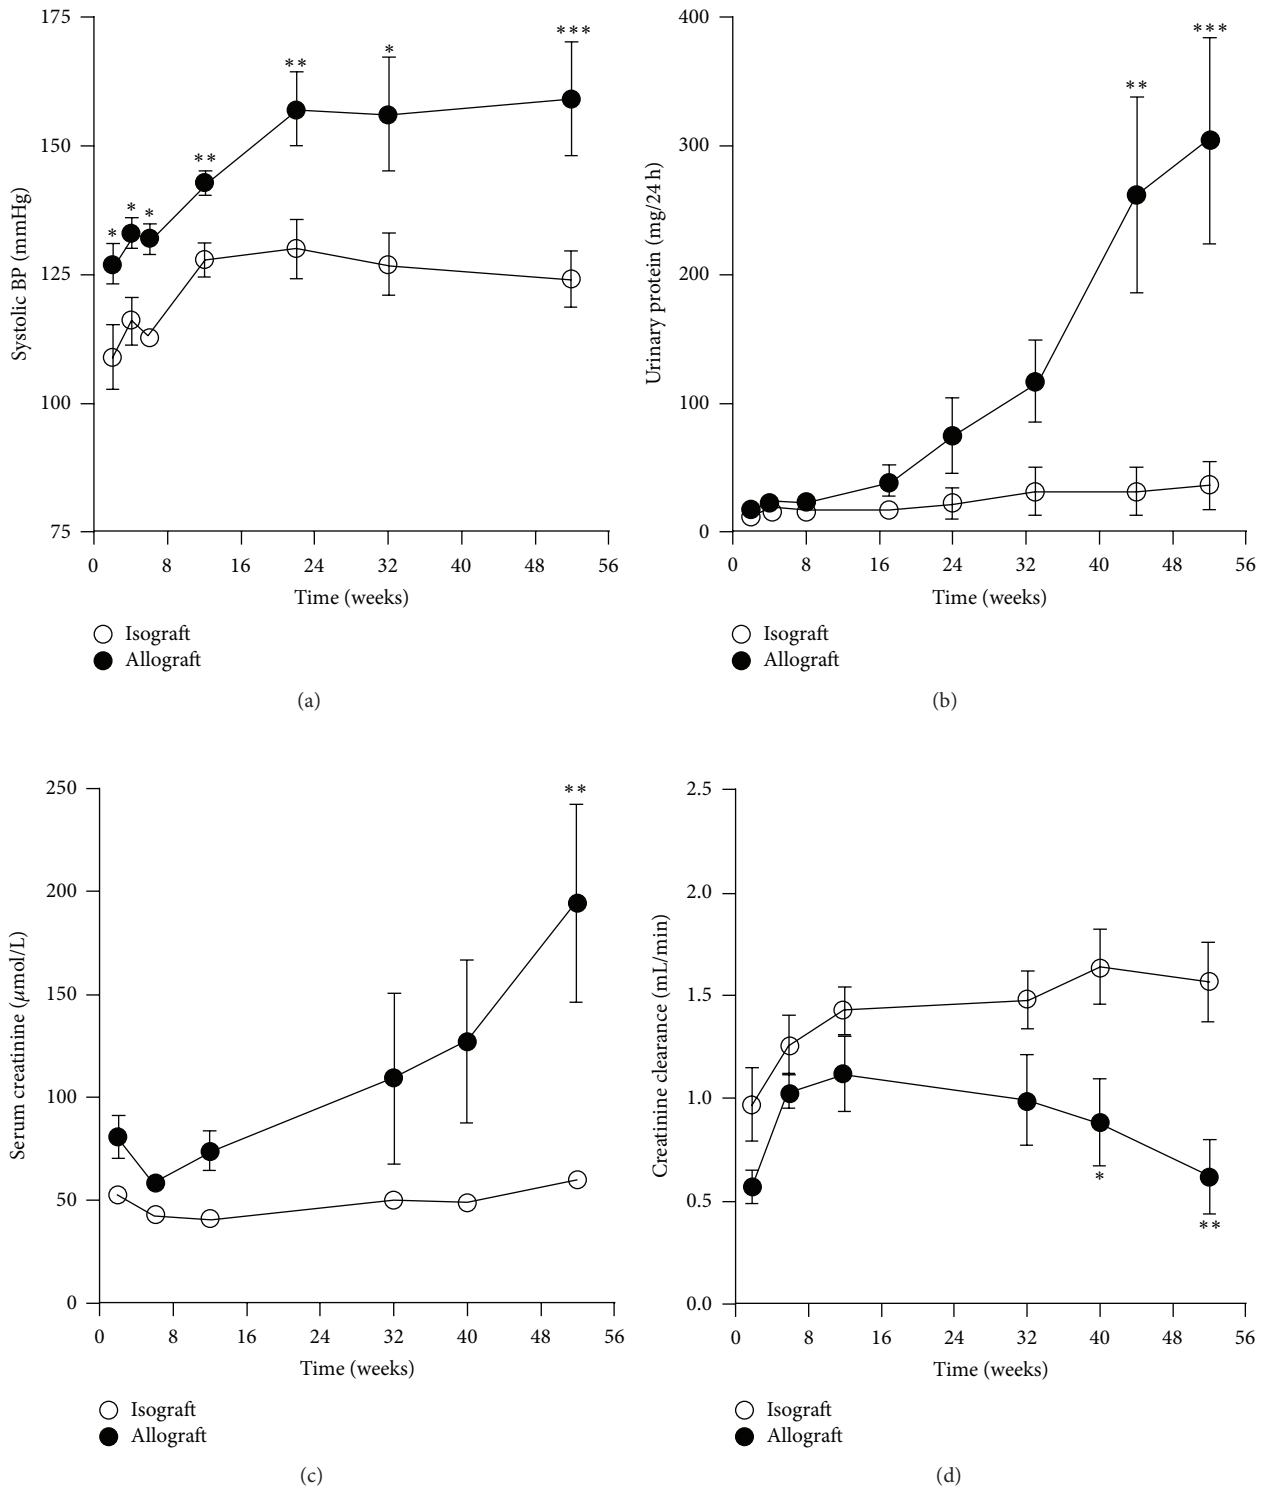 175
150
125
100
75
Systolic BP (mmHg)
* * * ** ** * ***
0 8 16 24 32 40 48 56
Time (weeks)
Isograft
Allograft
(a)
400
300
200
100
0
Urinary protein (mg/24 h)
** ***
0 8 16 24 32 40 48 56
Time (weeks)
Isograft
Allograft
(b)
250
200
150
100
50
0
Serum creatinine (μmol/L)
**
0 8 16 24 32 40 48 56
Time (weeks)
Isograft
Allograft
(c)
2.5
2.0
1.5
1.0
0.5
0.0
Creatinine clearance (mL/min)
* **
0 8 16 24 32 40 48 56
Time (weeks)
Isograft
Allograft
(d)